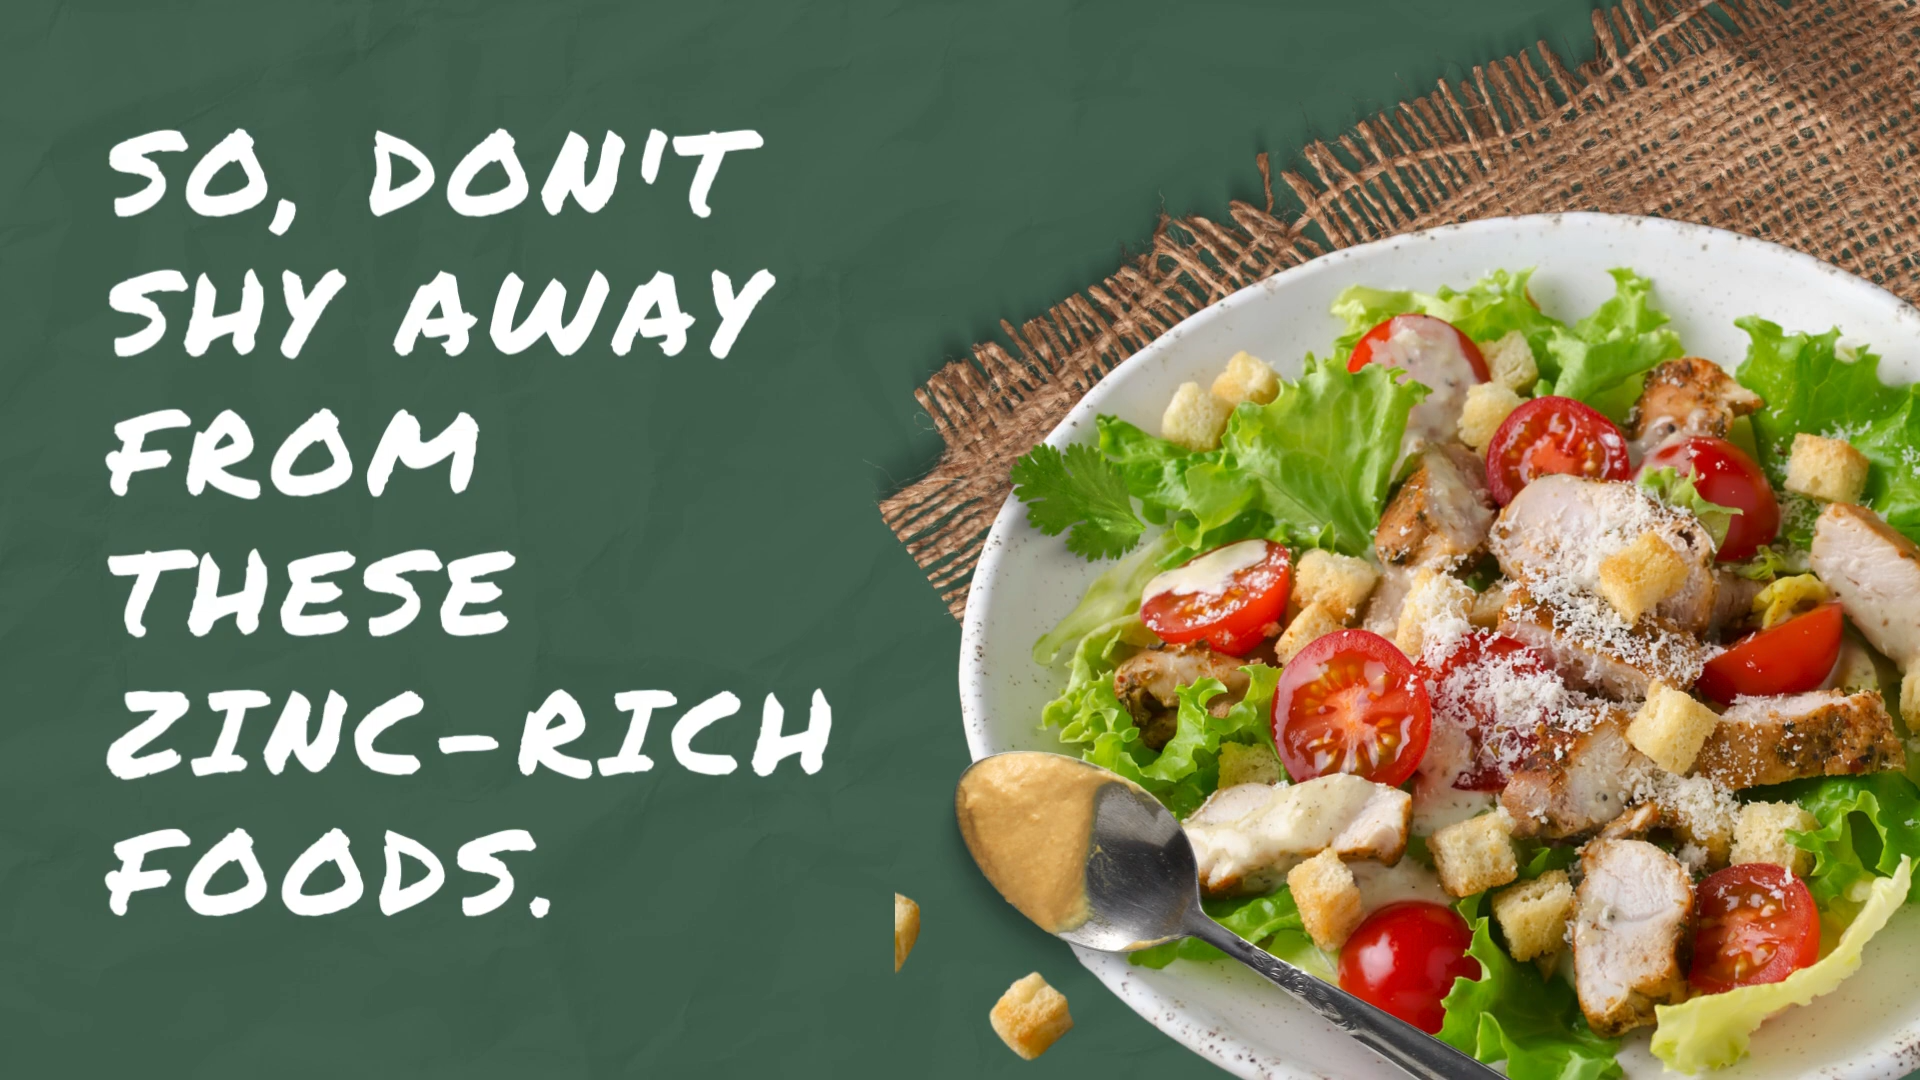 SO, DON'T
SHY AWAY
FROM
THESE
ZINC-RICH
FOODS.